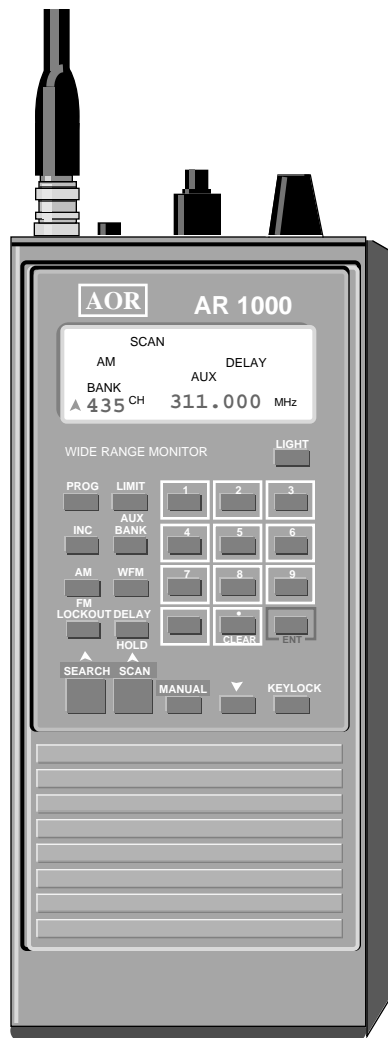 AOR AR 1000
SCAN
AM DELAY
AUX
BANK
435 CH 311.000 MHz
WIDE RANGE MONITOR LIGHT
PROG LIMIT 1 2 3
AUX
INC BANK 4 5 6
AM WFM 7 8 9
FM
LOCKOUT DELAY •
HOLD CLEAR ENT
SEARCH SCAN
MANUAL KEYLOCK